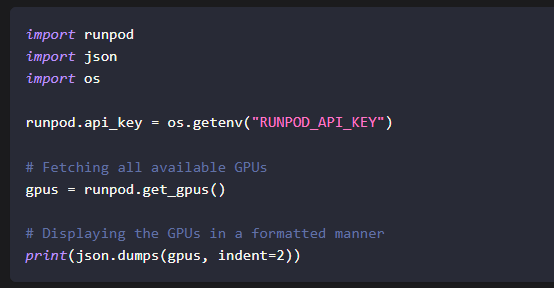 import runpod
import json
import os
runpod.api_key = os.getenv("RUNPOD_API_KEY")
# Fetching all available GPUs
gpus = runpod.get_gpus()
# Displaying the GPUs in a formatted manner
print(json.dumps(gpus, indent=2))